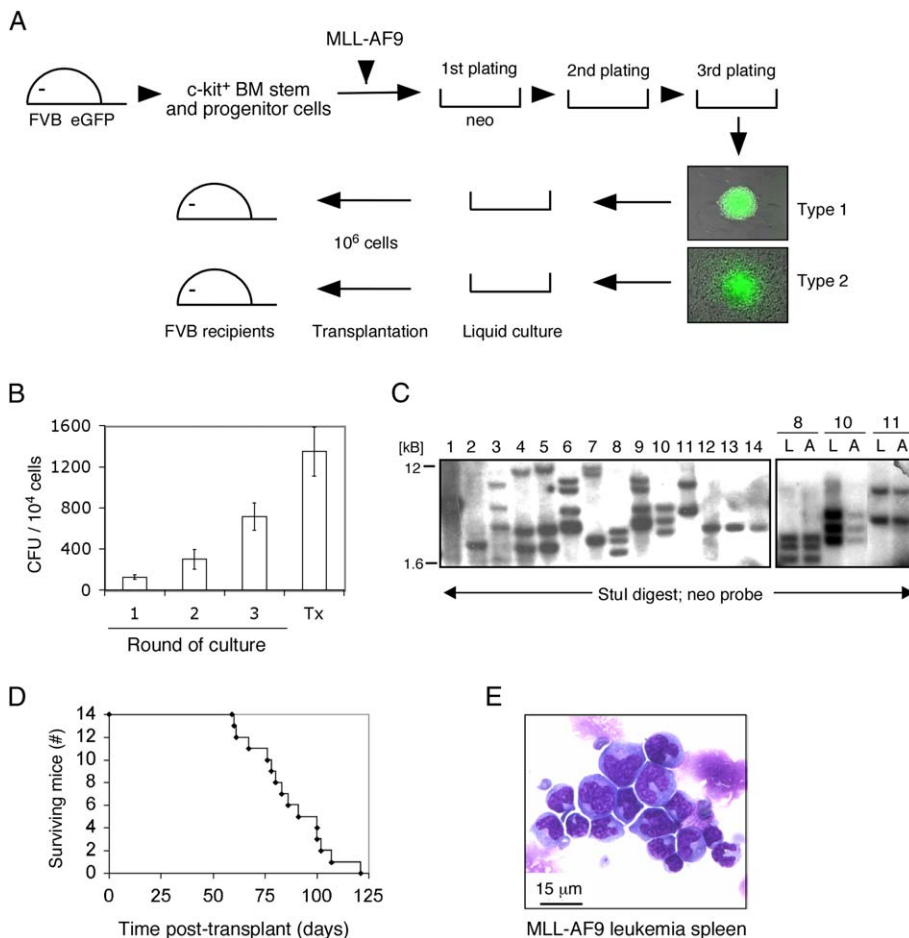 A
MLL-AF9
FVB eGFP
c-kit⁺ BM stem
and progenitor cells
1st plating
2nd plating
3rd plating
neo
Type 1
Type 2
10⁶ cells
FVB recipients
Transplantation
Liquid culture
B
1600
1200
800
400
0
CFU / 10⁴ cells
1 2 3 Tx
Round of culture
C
[kB]
12
1.6
1 2 3 4 5 6 7 8 9 10 11 12 13 14
8 10 11
L A L A L A
StuI digest; neo probe
D
14
12
10
8
6
4
2
0
Surviving mice (#)
0 25 50 75 100 125
Time post-transplant (days)
E
15 µm
MLL-AF9 leukemia spleen